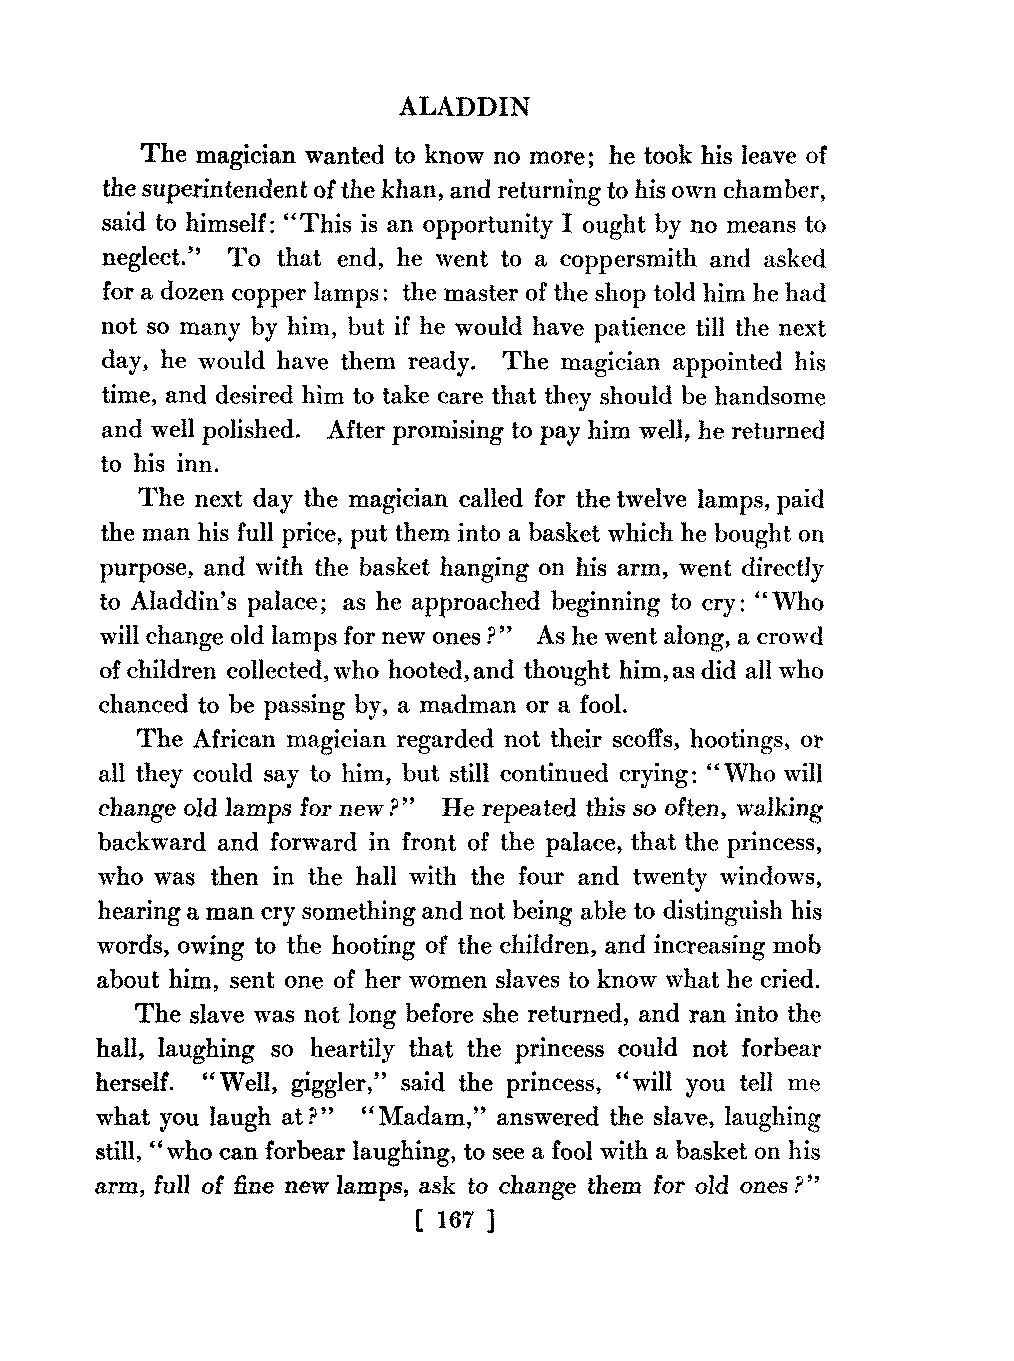 ALADDIN
The magician wanted to know no more; he took his leave of
the superintendent of the khan, and returning to his own chamber,
said to himself: “This is an opportunity I ought by no means to
neglect.” To that end, he went to a coppersmith and asked
for a dozen copper lamps: the master of the shop told him he had
not so many by him, but if he would have patience till the next
day, he would have them ready. The magician appointed his
time, and desired him to take care that they should be handsome
and well polished. After promising to pay him well, he returned
to his inn.
The next day the magician called for the twelve lamps, paid
the man his full price, put them into a basket which he bought on
purpose, and with the basket hanging on his arm, went directly
to Aladdin's palace; as he approached beginning to cry: “Who
will change old lamps for new ones?” As he went along, a crowd
of children collected, who hooted, and thought him, as did all who
chanced to be passing by, a madman or a fool.
The African magician regarded not their scoffs, hootings, or
all they could say to him, but still continued crying: “Who will
change old lamps for new?” He repeated this so often, walking
backward and forward in front of the palace, that the princess,
who was then in the hall with the four and twenty windows,
hearing a man cry something and not being able to distinguish his
words, owing to the hooting of the children, and increasing mob
about him, sent one of her women slaves to know what he cried.
The slave was not long before she returned, and ran into the
hall, laughing so heartily that the princess could not forbear
herself. “Well, giggler,” said the princess, “will you tell me
what you laugh at?” “Madam,” answered the slave, laughing
still, “who can forbear laughing, to see a fool with a basket on his
arm, full of fine new lamps, ask to change them for old ones?”
[ 167 ]